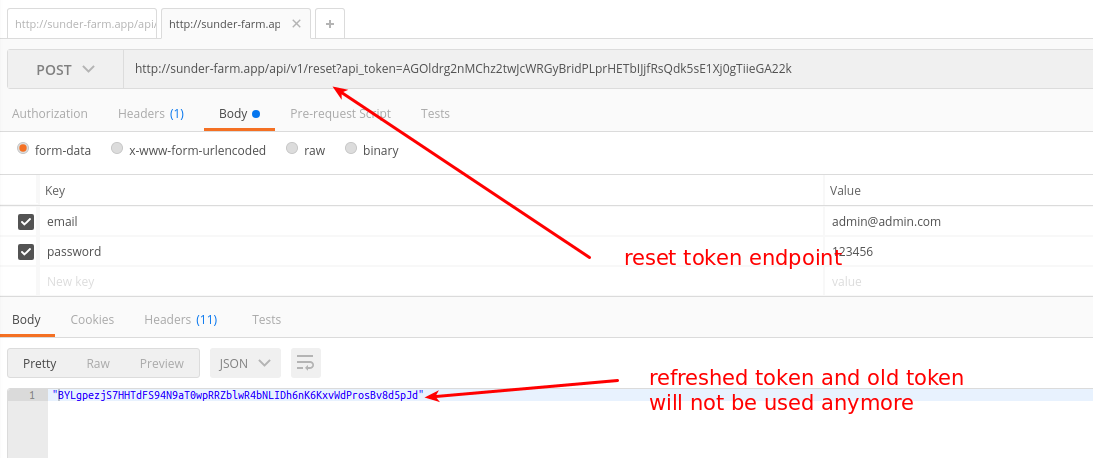 http://sunder-farm.app/api/ http://sunder-farm.ap
POST http://sunder-farm.app/api/v1/reset?api_token=AGOldrg2nMChz2twJcWRGyBridPLprHETbIJjfRsQdk5sE1Xj0gTiieGA22k
Authorization Headers (1) Body Pre-request Script Tests
form-data x-www-form-urlencoded raw binary
Key Value
email admin@admin.com
password 123456
reset token endpoint
New key value
Body Cookies Headers (11) Tests
Pretty Raw Preview JSON
refreshed token and old token
will not be used anymore
1 "BYLgpezjS7HHTdFS94N9aT0wpRRZblwR4bNLIDh6nK6KxvWdProsBv8d5pJd"